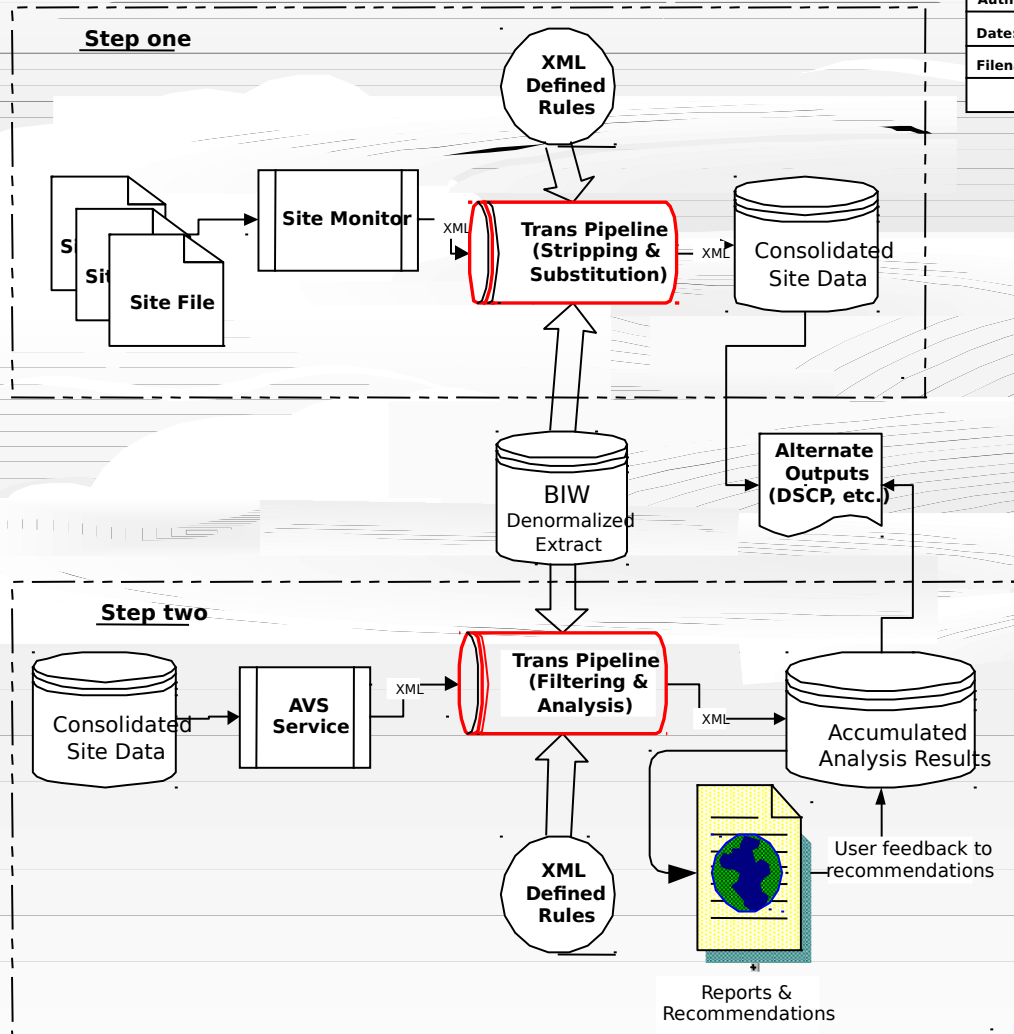 Date:
Step one
XML
Defined
Rules
Site Monitor
XML
Trans Pipeline
(Stripping &
Substitution)
XML
Consolidated
Site Data
Site File
BIW
Denormalized
Extract
Alternate
Outputs
(DSCP, etc.)
Step two
Consolidated
Site Data
AVS
Service
XML
Trans Pipeline
(Filtering &
Analysis)
XML
Accumulated
Analysis Results
XML
Defined
Rules
User feedback to
recommendations
Reports &
Recommendations